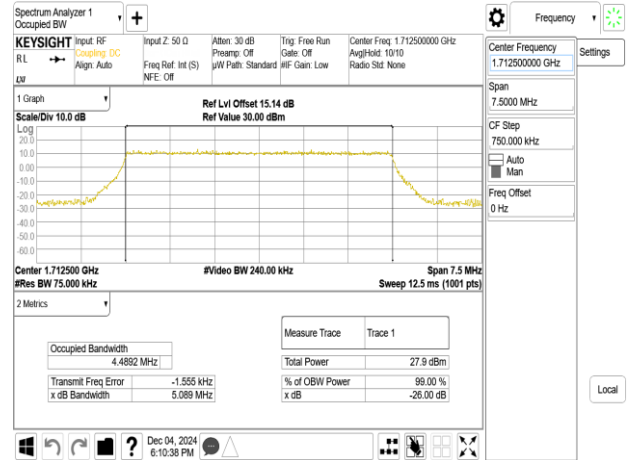 Spectrum Analyzer 1
Occupied BW
Frequency
KEYSIGHT
Input: RF
Coupling: DC
Align: Auto
Input Z: 50 Ω
Freq Ref: Int (S)
NFE: Off
Atten: 30 dB
Preamp: Off
µW Path: Standard
Trig: Free Run
Gate: Off
#IF Gain: Low
Center Freq: 1.712500000 GHz
Avg|Hold: 10/10
Radio Std: None
RL
LXI
Center Frequency
1.712500000 GHz
Settings
Span
7.5000 MHz
CF Step
750.000 kHz
Auto
Man
Freq Offset
0 Hz
Local
1 Graph
Scale/Div 10.0 dB
Ref Lvl Offset 15.14 dB
Ref Value 30.00 dBm
Log
20.0
10.0
0.00
-10.0
-20.0
-30.0
-40.0
-50.0
-60.0
Center 1.712500 GHz
#Video BW 240.00 kHz
Span 7.5 MHz
#Res BW 75.000 kHz
Sweep 12.5 ms (1001 pts)
2 Metrics
Occupied Bandwidth
4.4892 MHz
Transmit Freq Error -1.555 kHz
x dB Bandwidth 5.089 MHz
Measure Trace Trace 1
Total Power 27.9 dBm
% of OBW Power 99.00 %
x dB -26.00 dB
?
Dec 04, 2024
6:10:38 PM